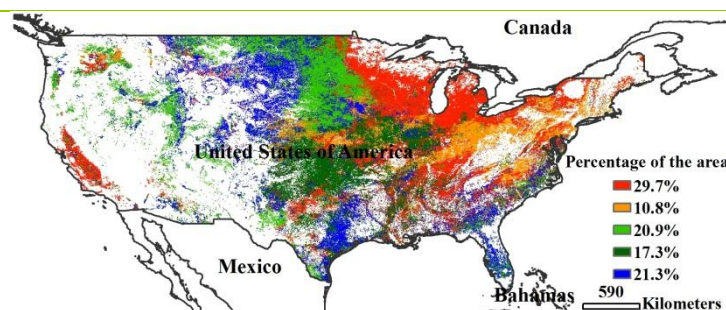 Canada
United States of America
Percentage of the area
29.7%
10.8%
20.9%
17.3%
21.3%
Mexico
Bahamas
590
Kilometers